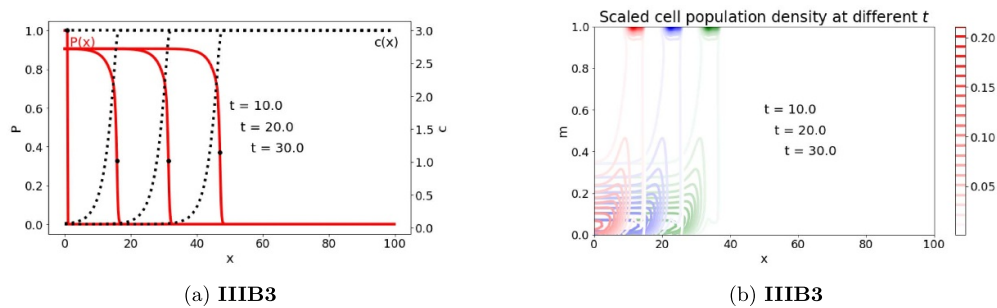 1.0
0.8
0.6
0.4
0.2
0.0
P
P(x)
c(x)
t = 10.0
t = 20.0
t = 30.0
3.0
2.5
2.0
1.5
1.0
0.5
0.0
c
0 20 40 60 80 100
x
(a) IIIB3
Scaled cell population density at different t
1.0
0.8
0.6
0.4
0.2
0.0
m
t = 10.0
t = 20.0
t = 30.0
0 20 40 60 80 100
x
0.20
0.15
0.10
0.05
(b) IIIB3